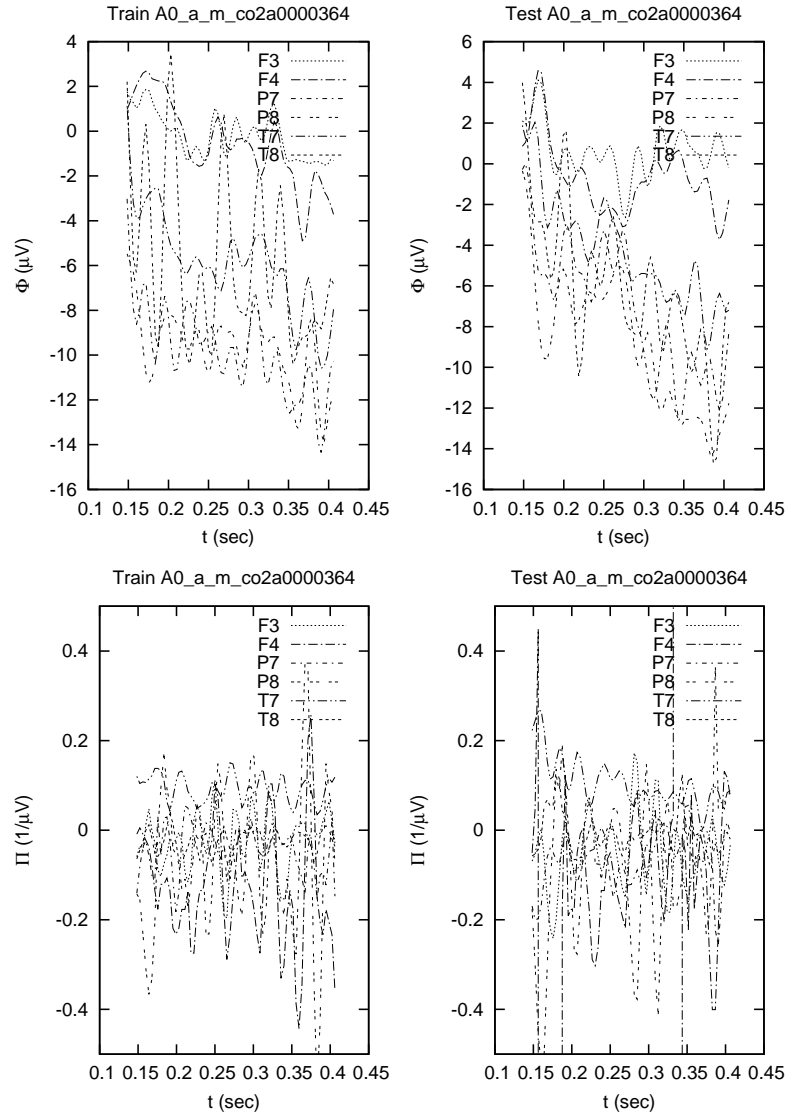 Train A0_a_m_co2a0000364
4
2
0
-2
-4
-6
-8
-10
-12
-14
-16
Φ (μV)
F3
F4
P7
P8
T7
T8
0.1 0.15 0.2 0.25 0.3 0.35 0.4 0.45
t (sec)
Test A0_a_m_co2a0000364
6
4
2
0
-2
-4
-6
-8
-10
-12
-14
-16
Φ (μV)
F3
F4
P7
P8
T7
T8
0.1 0.15 0.2 0.25 0.3 0.35 0.4 0.45
t (sec)
Train A0_a_m_co2a0000364
0.4
0.2
0
-0.2
-0.4
Π (1/μV)
F3
F4
P7
P8
T7
T8
0.1 0.15 0.2 0.25 0.3 0.35 0.4 0.45
t (sec)
Test A0_a_m_co2a0000364
0.4
0.2
0
-0.2
-0.4
Π (1/μV)
F3
F4
P7
P8
T7
T8
0.1 0.15 0.2 0.25 0.3 0.35 0.4 0.45
t (sec)